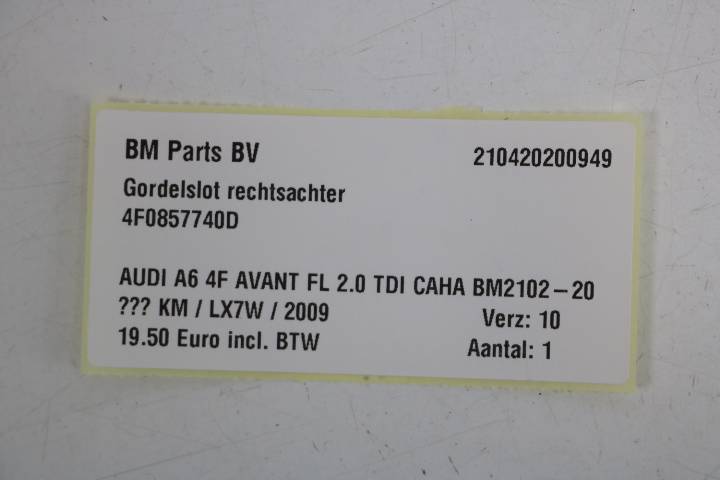 BM Parts BV 210420200949
Gordelslot rechtsachter
4F0857740D
AUDI A6 4F AVANT FL 2.0 TDI CAHA BM2102-20
??? KM / LX7W / 2009 Verz: 10
19.50 Euro incl. BTW Aantal: 1